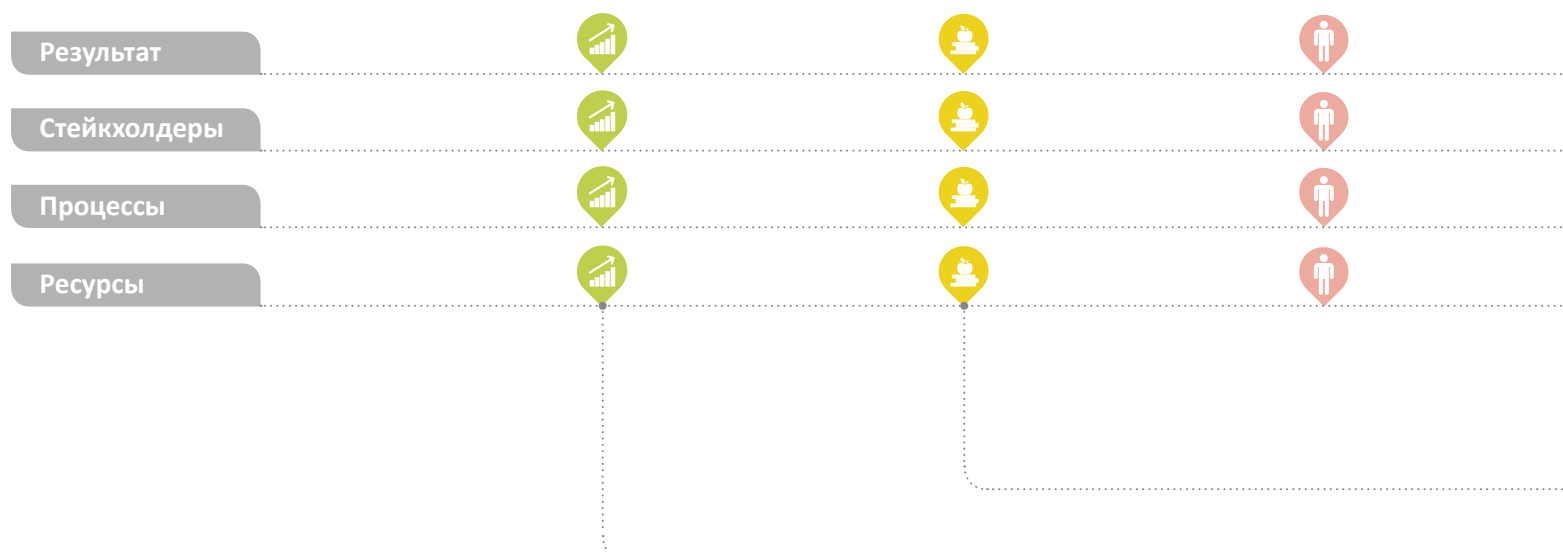 Результат
Стейкхолдеры
Процессы
Ресурсы